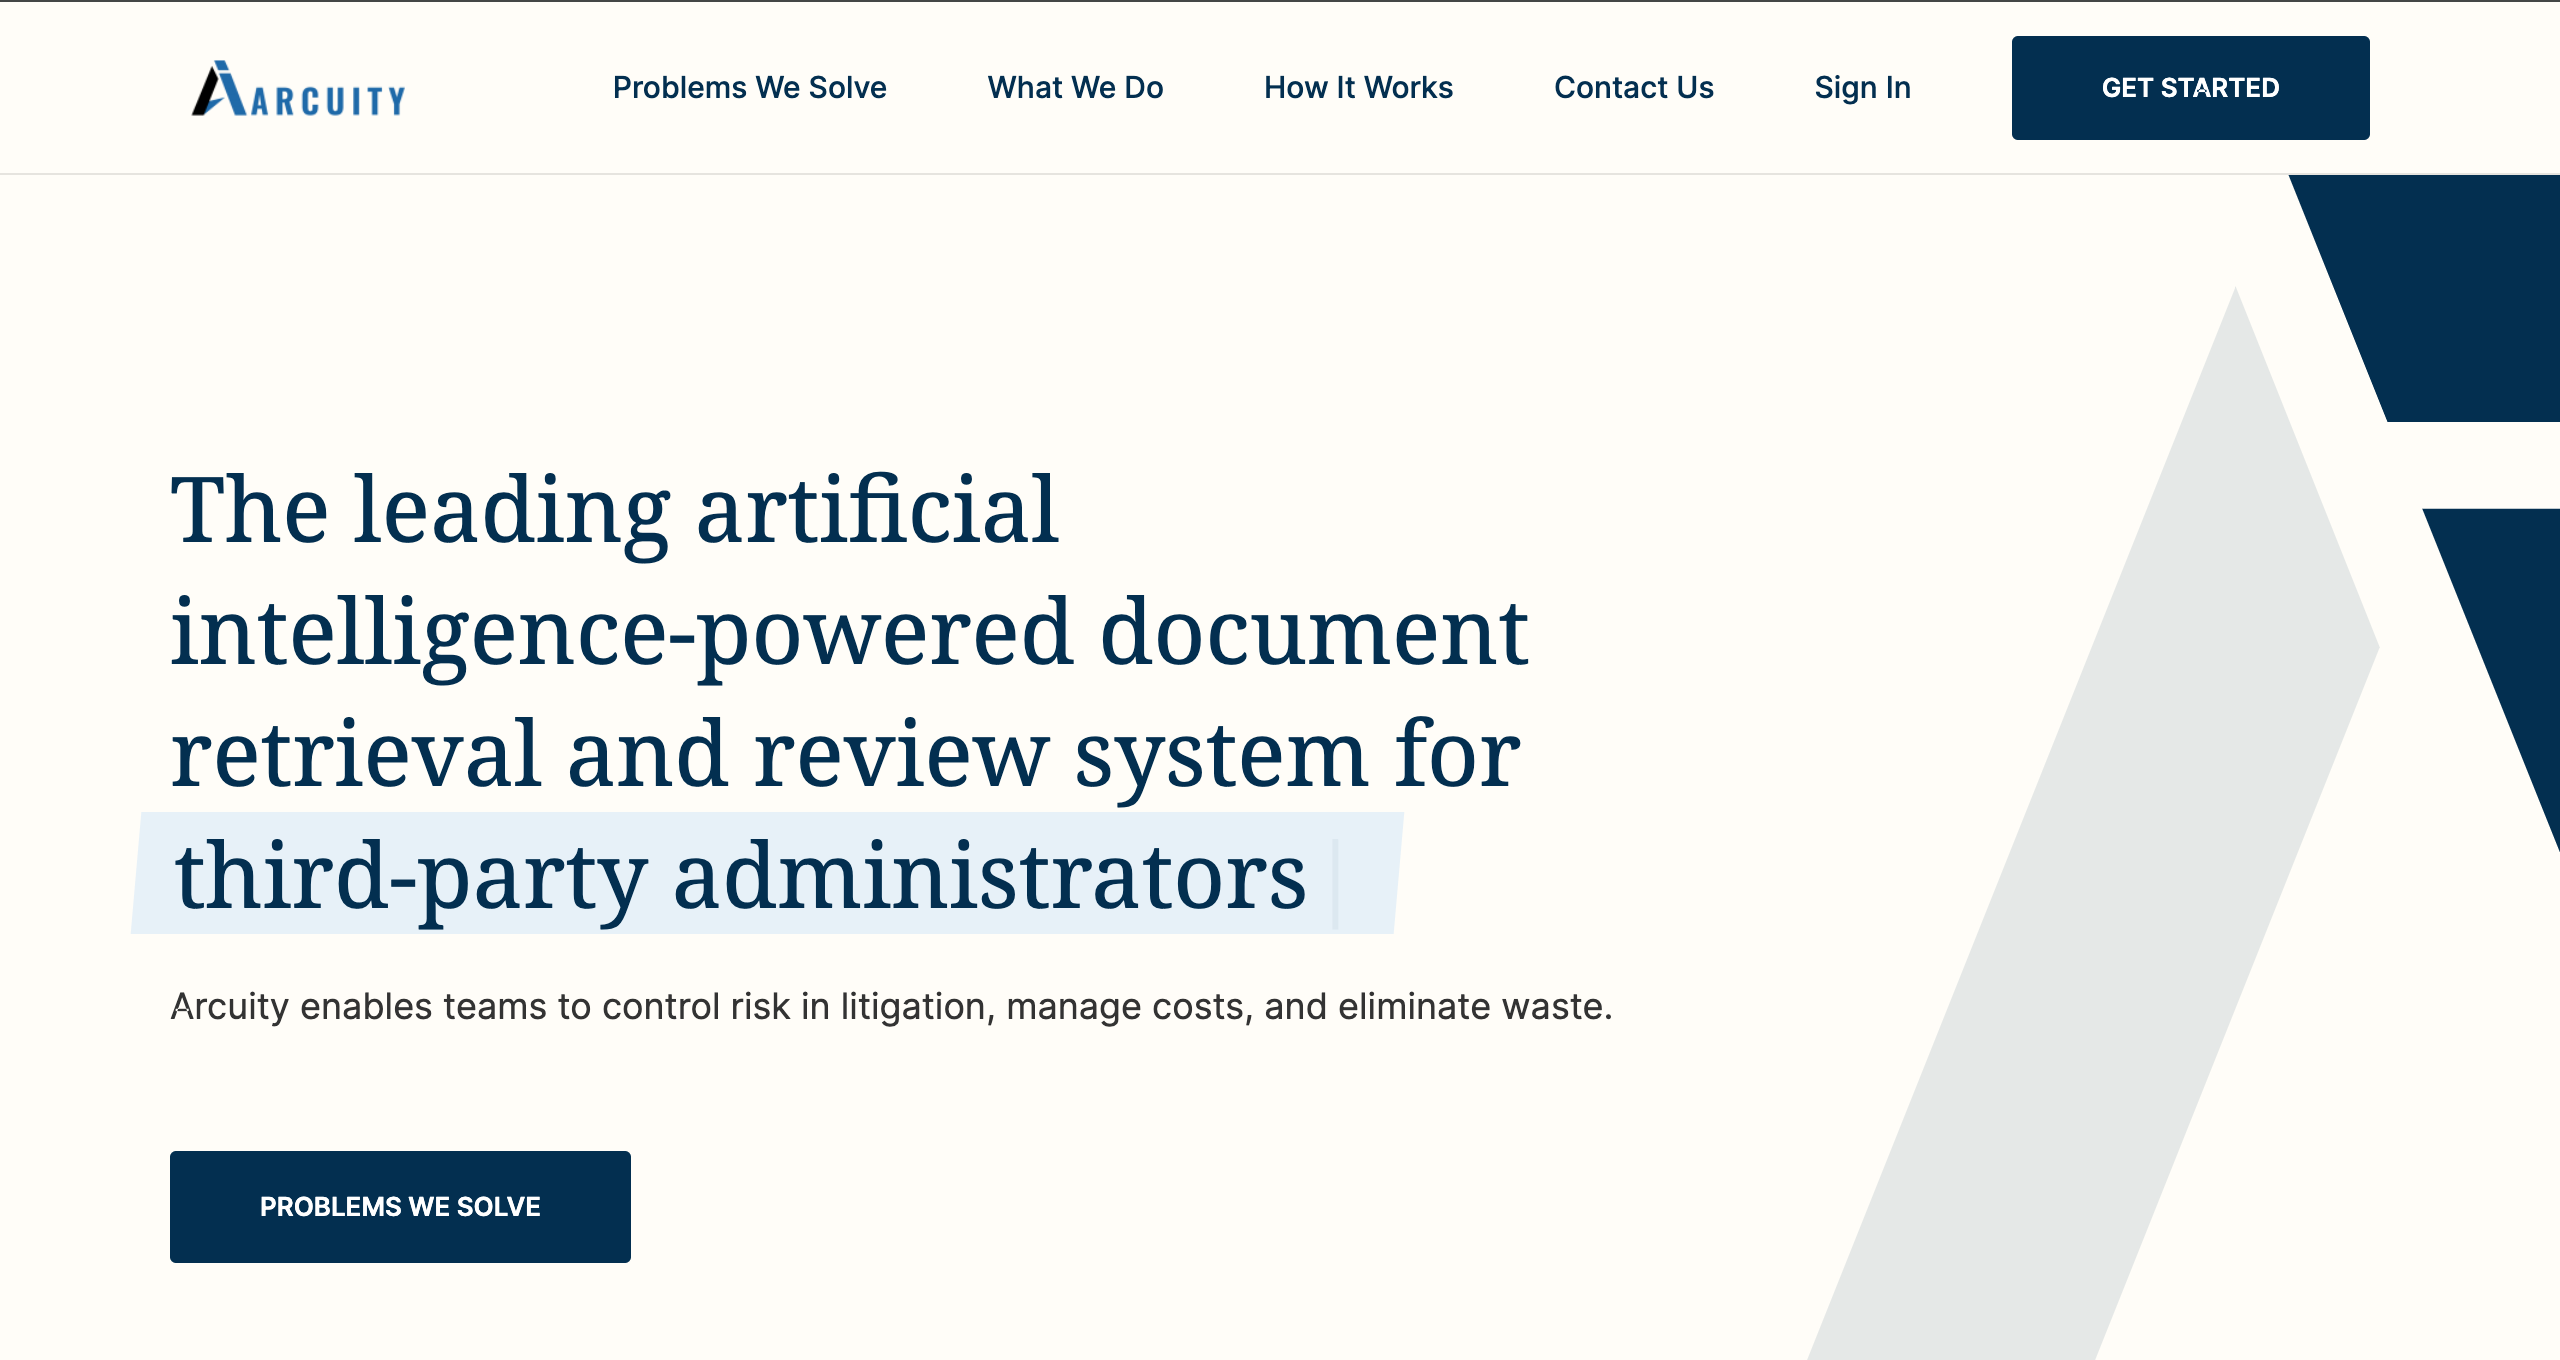 ARCUITY
Problems We Solve
What We Do
How It Works
Contact Us
Sign In
GET STARTED
The leading artificial
intelligence-powered document
retrieval and review system for
third-party administrators
Arcuity enables teams to control risk in litigation, manage costs, and eliminate waste.
PROBLEMS WE SOLVE